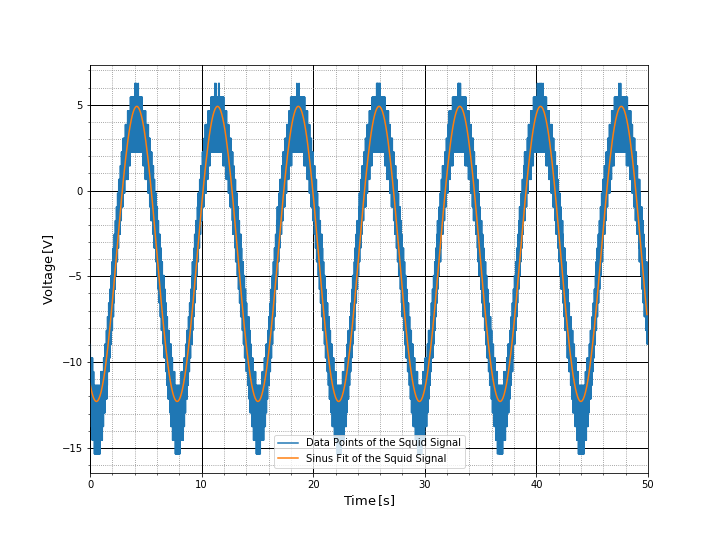 5
0
−5
−10
−15
Voltage [V]
Data Points of the Squid Signal
Sinus Fit of the Squid Signal
0 10 20 30 40 50
Time [s]